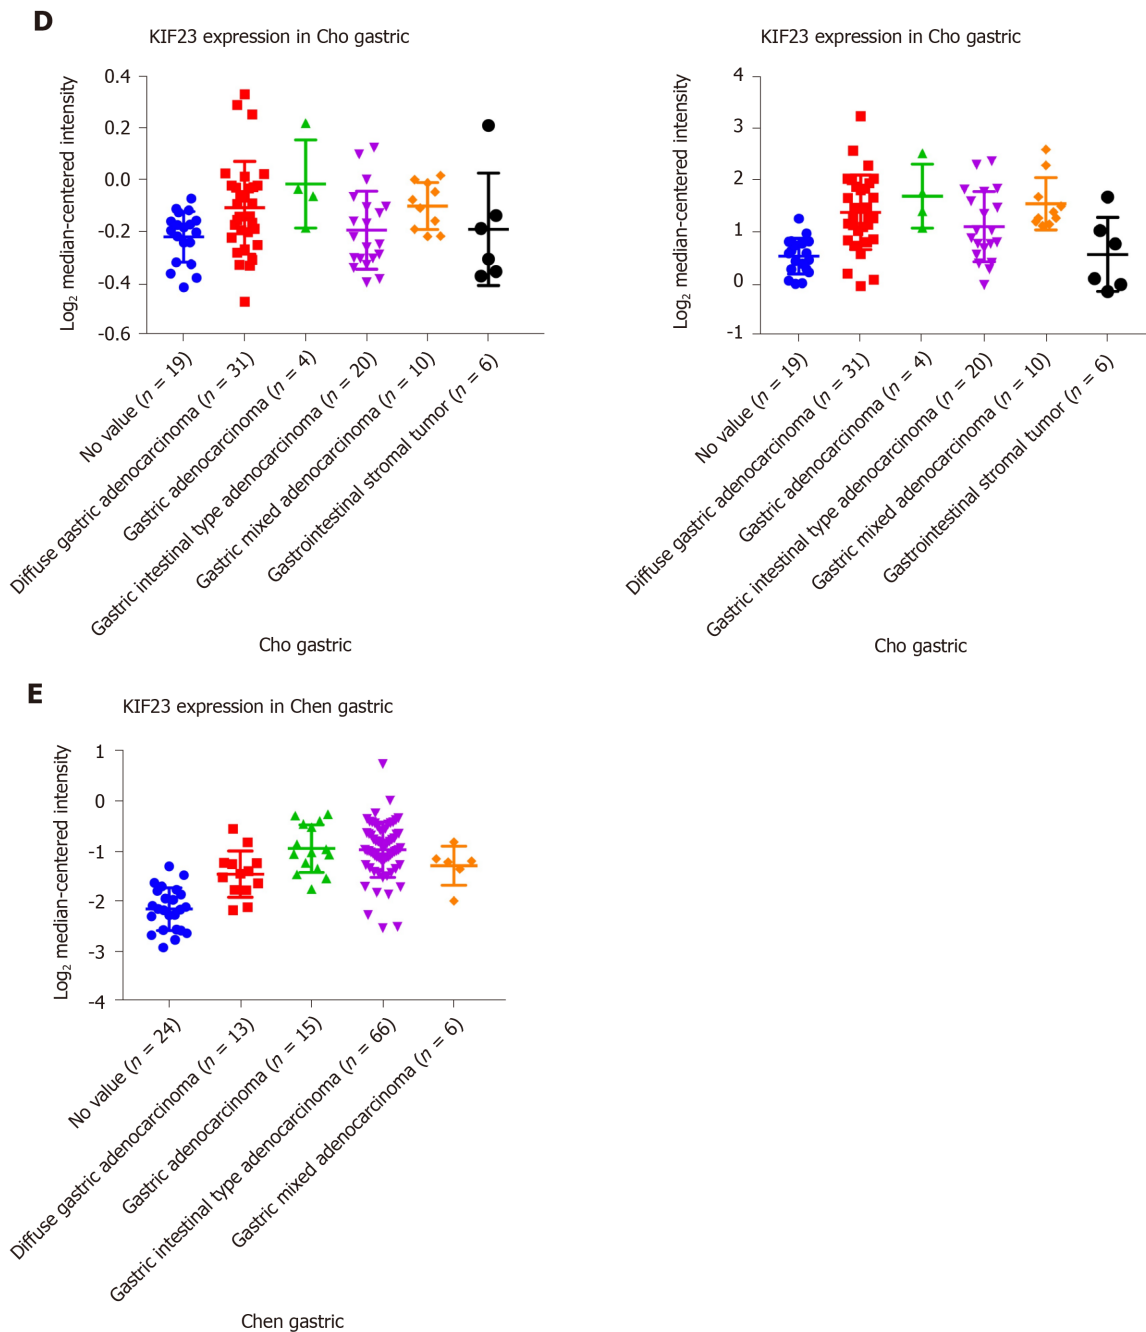 D
KIF23 expression in Cho gastric
Log2 median-centered intensity
0.4
0.2
0.0
-0.2
-0.4
-0.6
No value (n = 19)
Diffuse gastric adenocarcinoma (n = 31)
Gastric adenocarcinoma (n = 4)
Gastric intestinal type adenocarcinoma (n = 20)
Gastric mixed adenocarcinoma (n = 10)
Gastrointestinal stromal tumor (n = 6)
Cho gastric
KIF23 expression in Cho gastric
Log2 median-centered intensity
4
3
2
1
0
-1
No value (n = 19)
Diffuse gastric adenocarcinoma (n = 31)
Gastric adenocarcinoma (n = 4)
Gastric intestinal type adenocarcinoma (n = 20)
Gastric mixed adenocarcinoma (n = 10)
Gastrointestinal stromal tumor (n = 6)
Cho gastric
E
KIF23 expression in Chen gastric
Log2 median-centered intensity
1
0
-1
-2
-3
-4
No value (n = 24)
Diffuse gastric adenocarcinoma (n = 13)
Gastric adenocarcinoma (n = 15)
Gastric intestinal type adenocarcinoma (n = 66)
Gastric mixed adenocarcinoma (n = 6)
Chen gastric